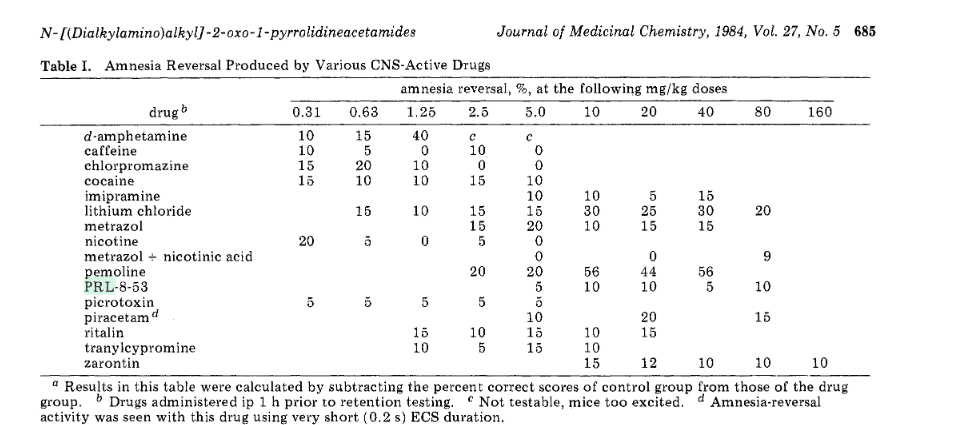 N-[(Dialkylamino)alkyl]-2-oxo-1-pyrrolidineacetamides Journal of Medicinal Chemistry, 1984, Vol. 27, No. 5 685
Table I. Amnesia Reversal Produced by Various CNS-Active Drugs
amnesia reversal, %, at the following mg/kg doses
drug b 0.31 0.63 1.25 2.5 5.0 10 20 40 80 160
d-amphetamine 10 15 40 c c
caffeine 10 5 0 10 0
chlorpromazine 15 20 10 0 0
cocaine 15 10 10 15 10
imipramine 10 10 5 15
lithium chloride 15 10 15 15 30 25 30 20
metrazol 15 20 10 15 15
nicotine 20 5 0 5 0
metrazol + nicotinic acid 0 0 9
pemoline 20 20 56 44 56
PRL-8-53 5 10 10 5 10
picrotoxin 5 5 5 5 5
piracetam d 10 20 15
ritalin 15 10 15 10 15
tranylcypromine 10 5 15 10
zarontin 15 12 10 10 10
a Results in this table were calculated by subtracting the percent correct scores of control group from those of the drug
group. b Drugs administered ip 1 h prior to retention testing. c Not testable, mice too excited. d Amnesia-reversal
activity was seen with this drug using very short (0.2 s) ECS duration.